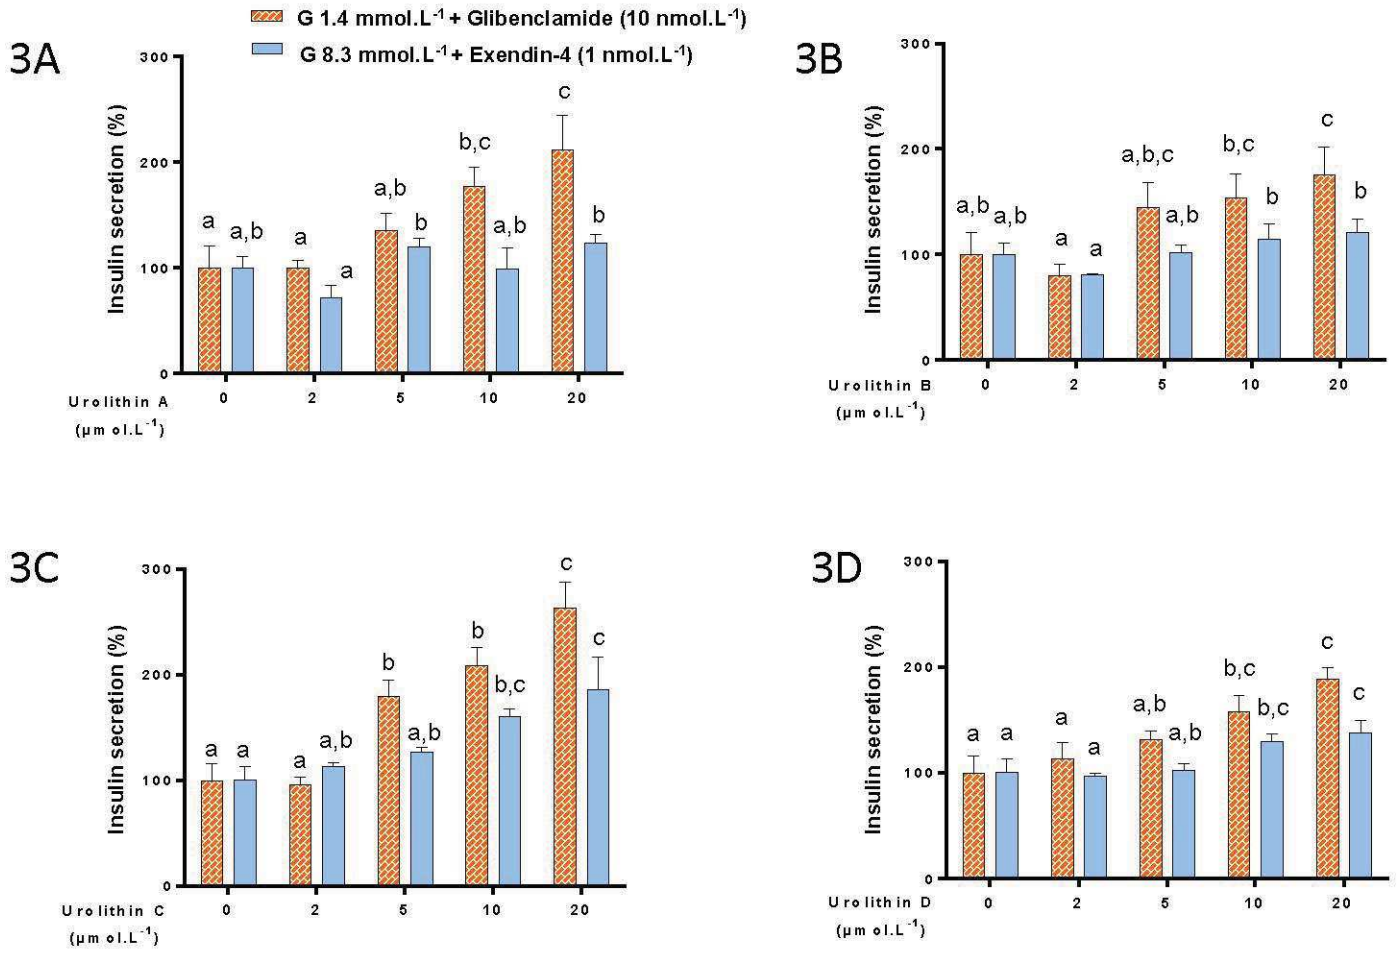 G 1.4 mmol.L-1 + Glibenclamide (10 nmol.L-1)
G 8.3 mmol.L-1 + Exendin-4 (1 nmol.L-1)
3A
Insulin secretion (%)
300
200
100
0
a
a,b
a
a
a,b
b
b,c
a,b
c
b
0 2 5 10 20
Urolithin A
(µmol.L-1)
3B
Insulin secretion (%)
300
200
100
0
a,b
a,b
a
a
a,b,c
a,b
b,c
b
c
b
0 2 5 10 20
Urolithin B
(µmol.L-1)
3C
Insulin secretion (%)
300
200
100
0
a
a
a
a,b
b
a,b
b
b,c
c
c
0 2 5 10 20
Urolithin C
(µmol.L-1)
3D
Insulin secretion (%)
300
200
100
0
a
a
a
a
a,b
a,b
b,c
b,c
c
c
0 2 5 10 20
Urolithin D
(µmol.L-1)